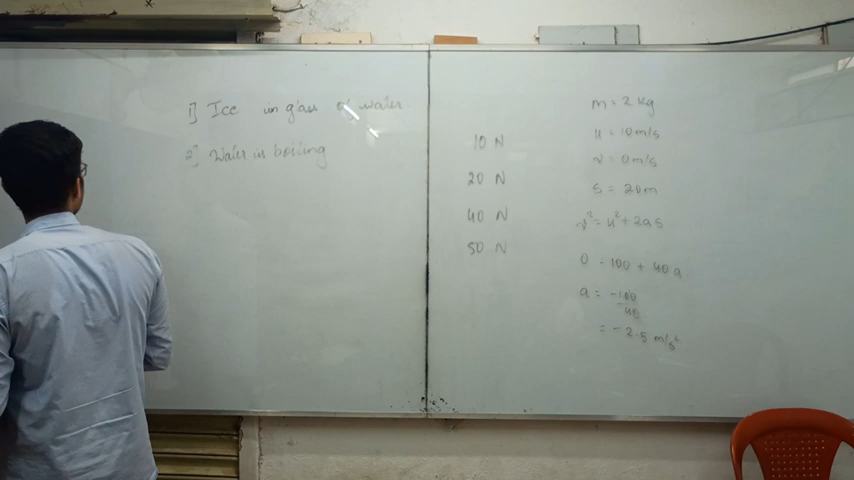 1] Ice in glass of water
2] Water is boiling
10 N
20 N
40 N
50 N
m = 2 kg
u = 10 m/s
v = 0 m/s
s = 20 m
v² = u² + 2as
0 = 100 + 40a
a = -100/40
= -2.5 m/s²